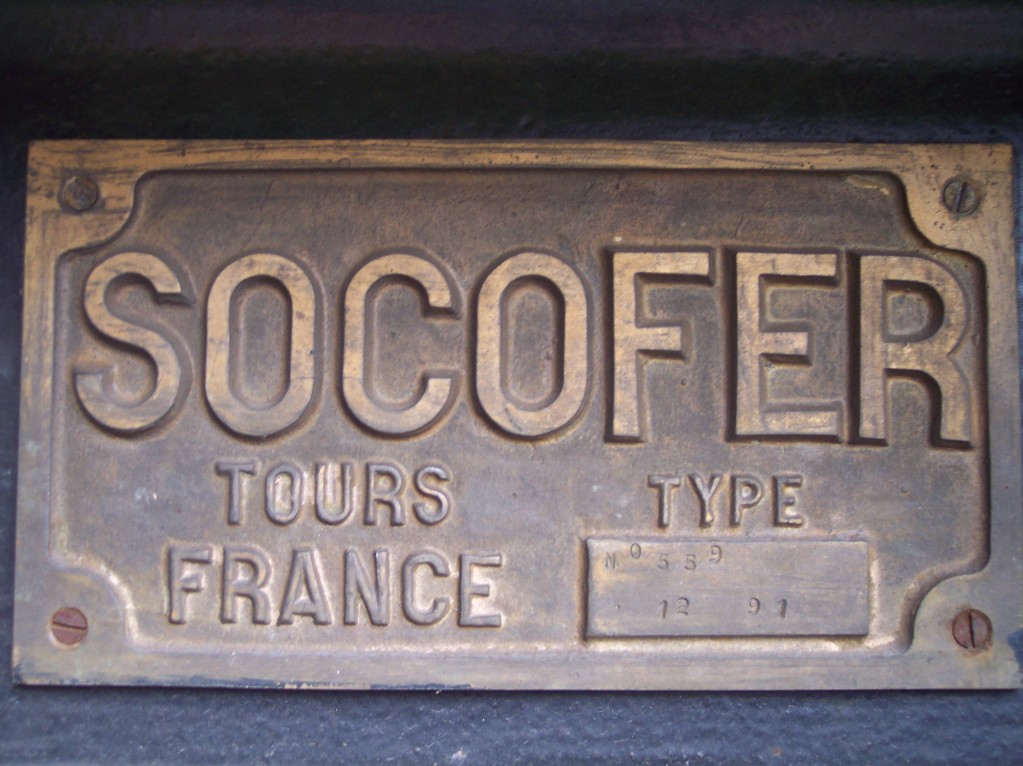 SOCOFER
TOURS
FRANCE
TYPE
Nº 559
12 91